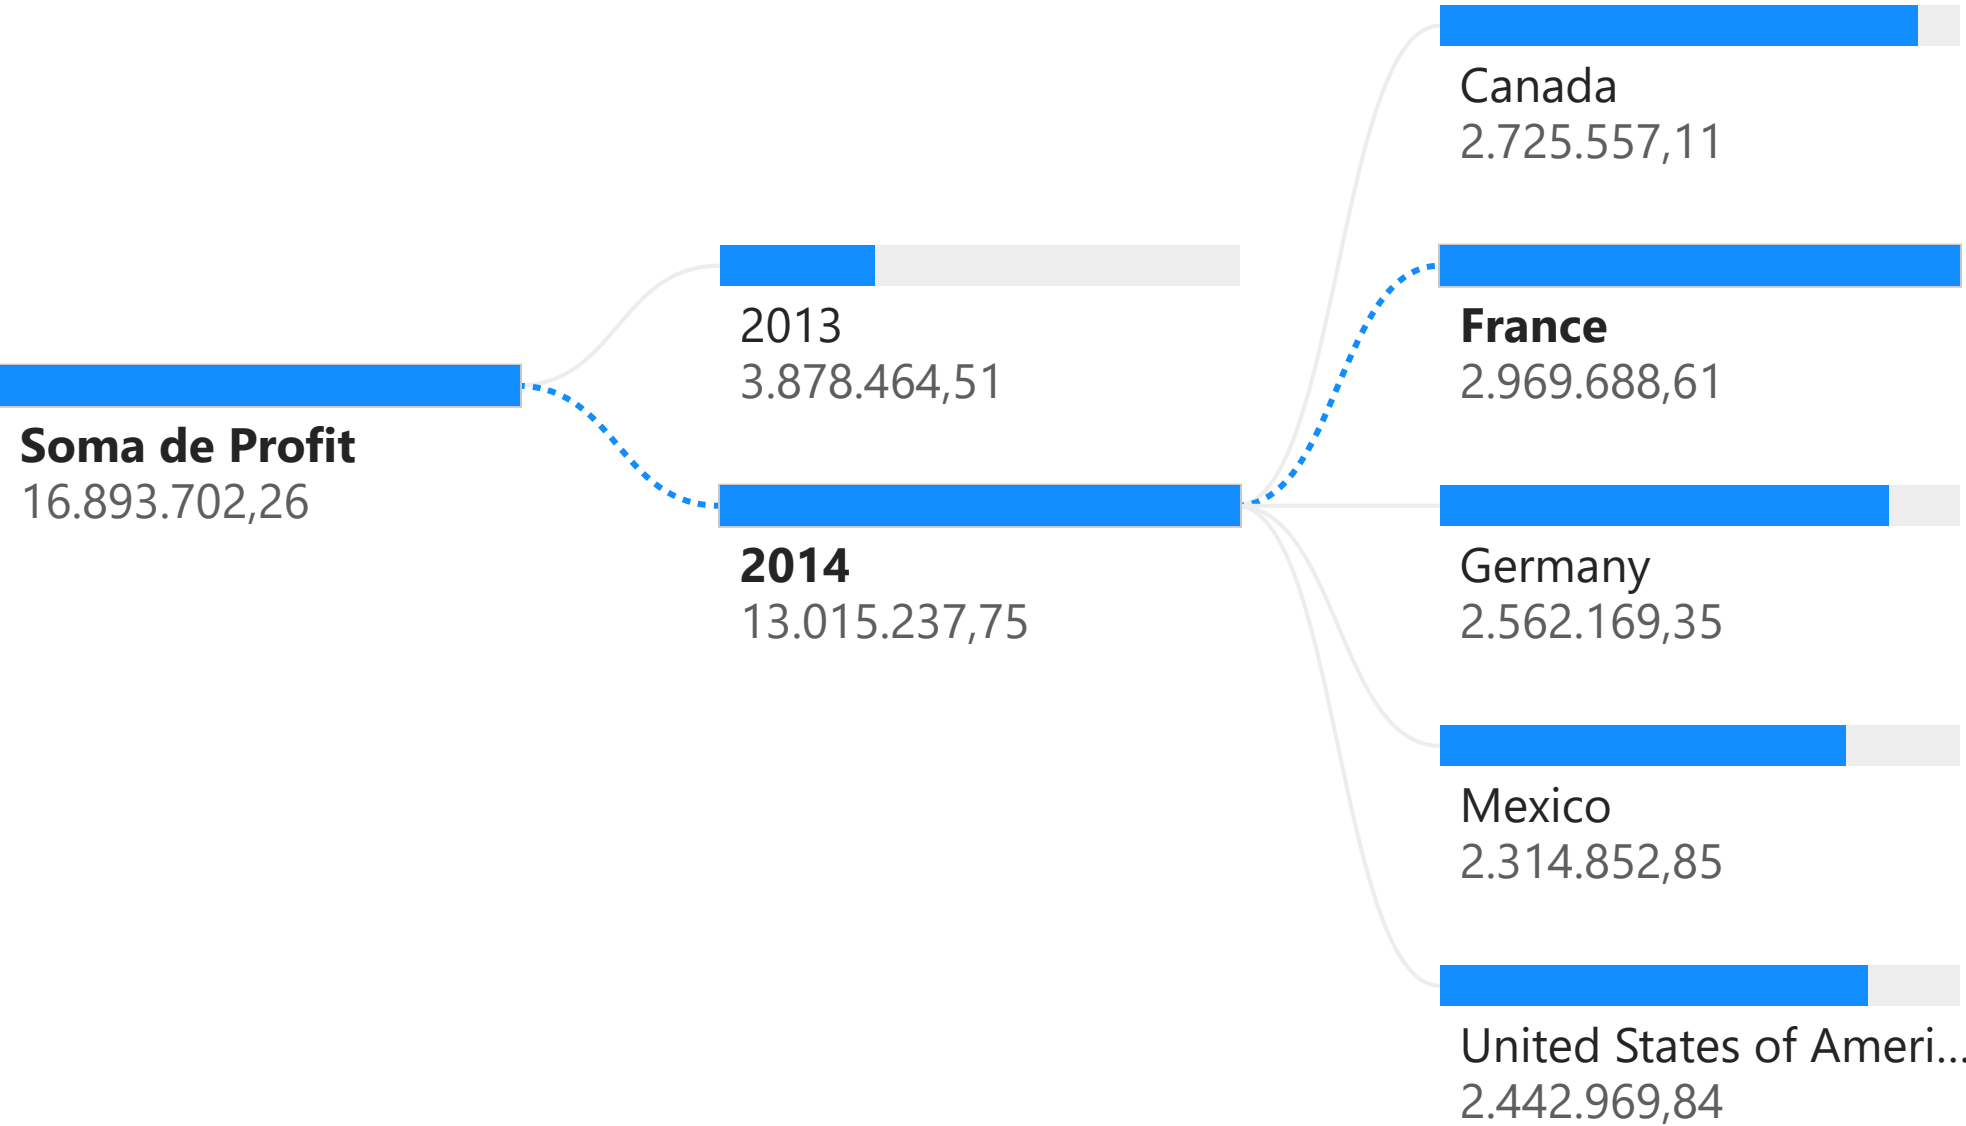 Soma de Profit
16.893.702,26
2013
3.878.464,51
2014
13.015.237,75
Canada
2.725.557,11
France
2.969.688,61
Germany
2.562.169,35
Mexico
2.314.852,85
United States of Ameri...
2.442.969,84